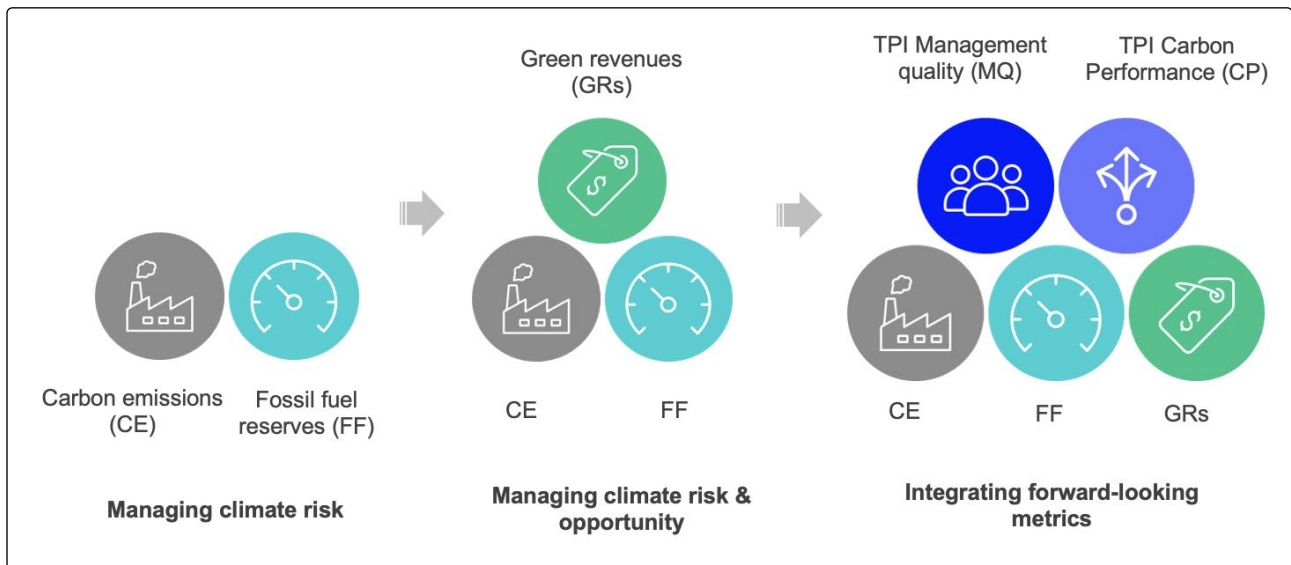 Carbon emissions
(CE)
Fossil fuel
reserves (FF)
Managing climate risk
Green revenues
(GRs)
$
CE
FF
Managing climate risk &
opportunity
TPI Management
quality (MQ)
TPI Carbon
Performance (CP)
$
CE
FF
GRs
Integrating forward-looking
metrics